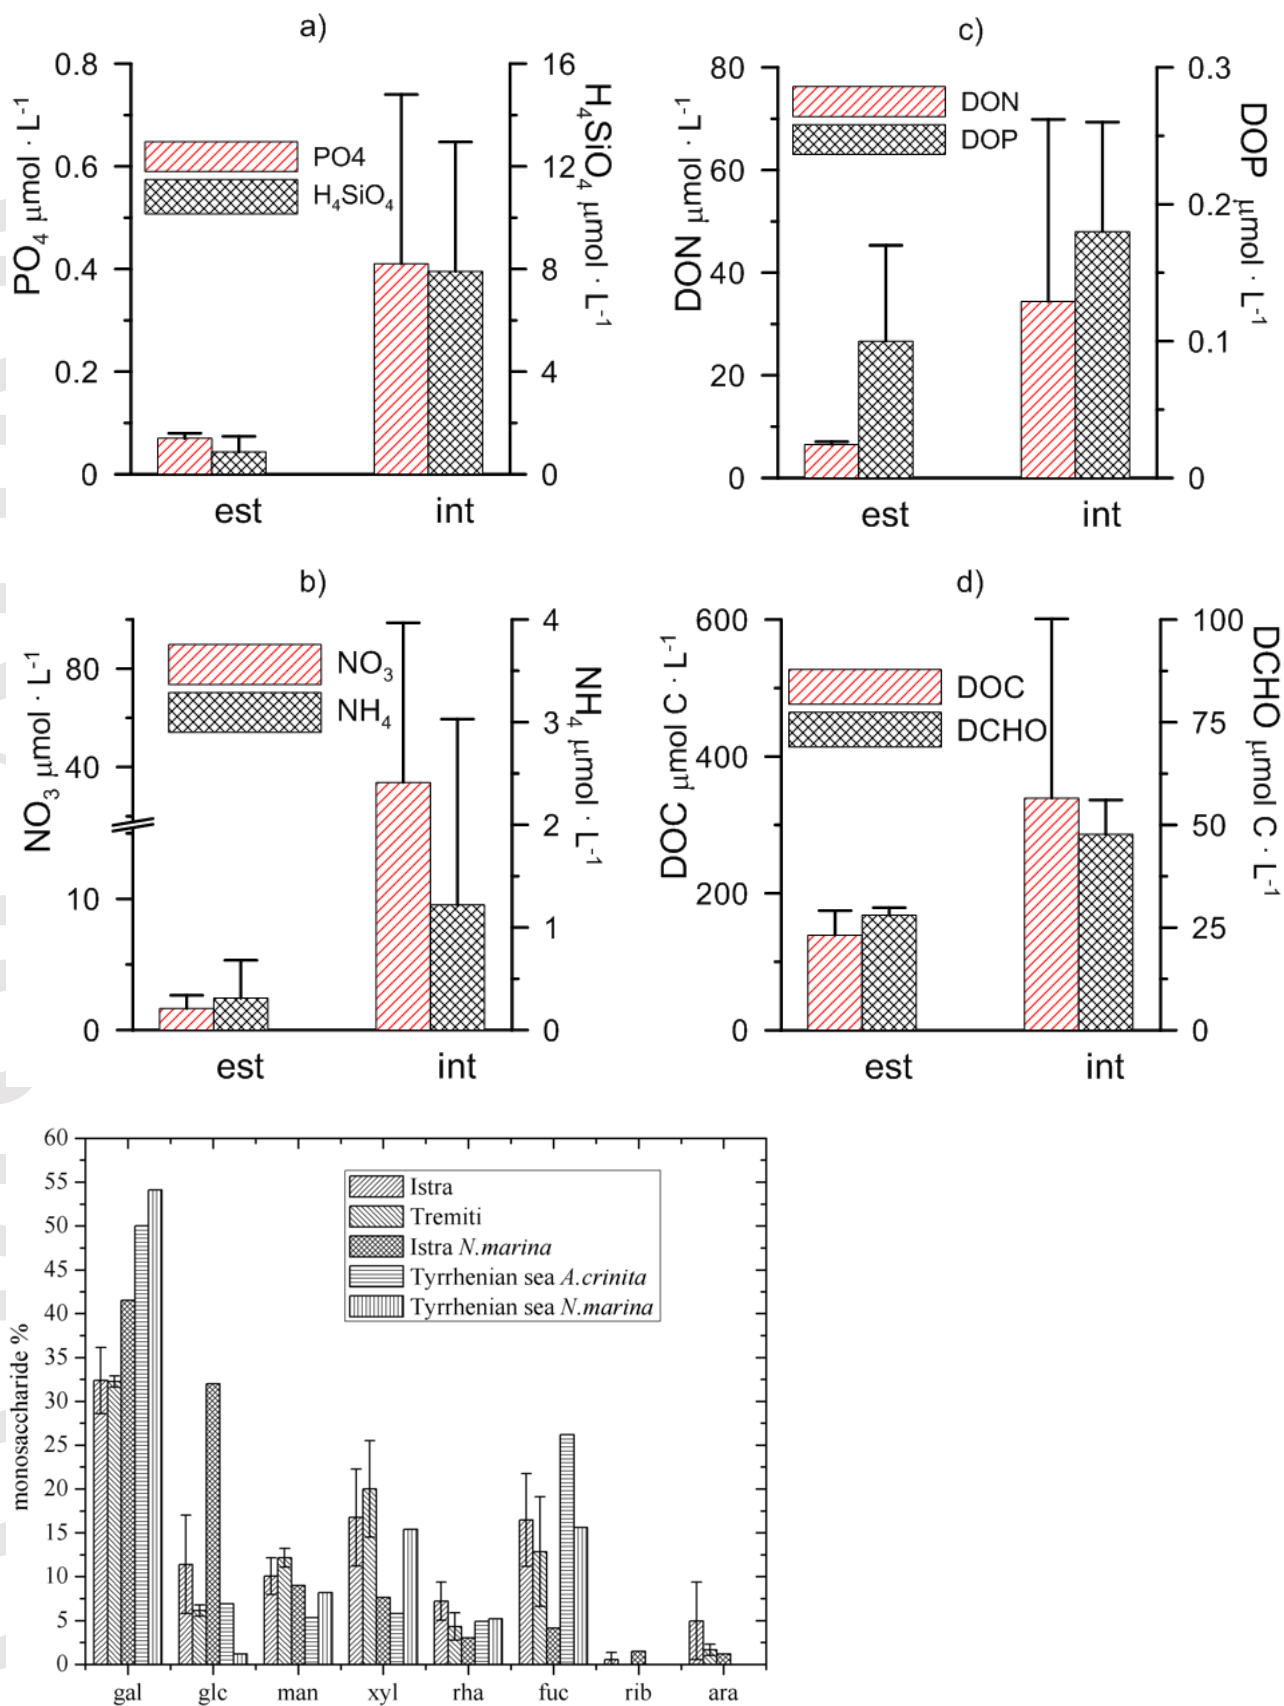 a)
PO₄ μmol · L⁻¹
0.8
0.6
0.4
0.2
0
PO4
H₄SiO₄
16
12
8
4
0
H₄SiO₄ μmol · L⁻¹
est int
c)
DON μmol · L⁻¹
80
60
40
20
0
DON
DOP
0.3
0.2
0.1
0
DOP μmol · L⁻¹
est int
b)
NO₃ μmol · L⁻¹
80
40
10
0
NO₃
NH₄
4
3
2
1
0
NH₄ μmol · L⁻¹
est int
d)
DOC μmol C · L⁻¹
600
400
200
0
DOC
DCHO
100
75
50
25
0
DCHO μmol C · L⁻¹
est int
monosaccharide %
60
55
50
45
40
35
30
25
20
15
10
5
0
Istra
Tremiti
Istra N.marina
Tyrrhenian sea A.crinita
Tyrrhenian sea N.marina
gal glc man xyl rha fuc rib ara